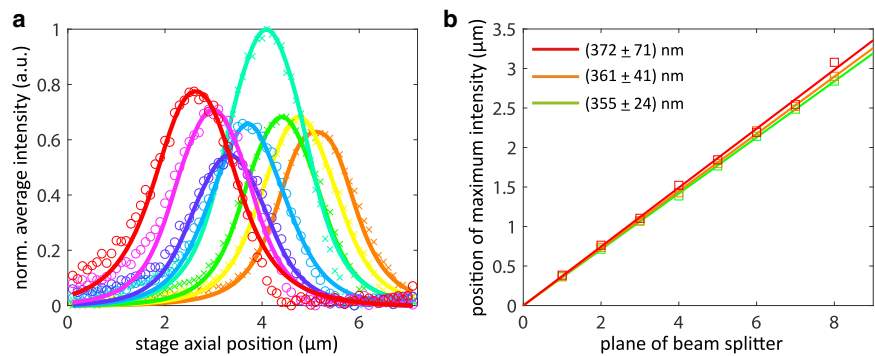 a
norm. average intensity (a.u.)
1
0.8
0.6
0.4
0.2
0
0 2 4 6
stage axial position (µm)
b
position of maximum intensity (µm)
3.5
3
2.5
2
1.5
1
0.5
0
0 2 4 6 8
plane of beam splitter
(372 ± 71) nm
(361 ± 41) nm
(355 ± 24) nm